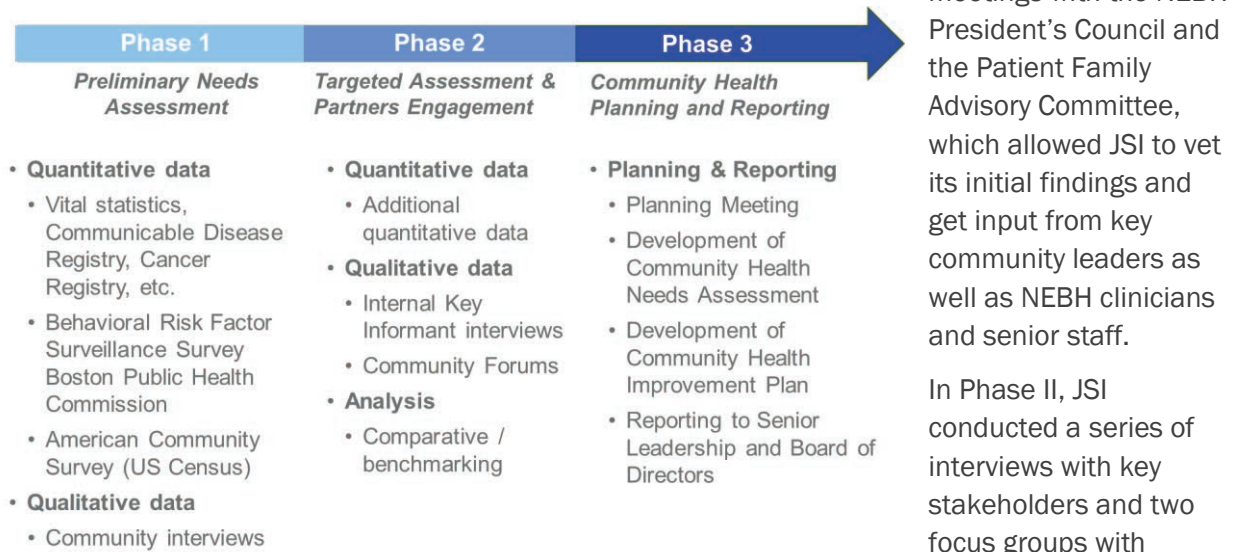 Phase 1
Preliminary Needs
Assessment
• Quantitative data
• Vital statistics,
Communicable Disease
Registry, Cancer
Registry, etc.
• Behavioral Risk Factor
Surveillance Survey
Boston Public Health
Commission
• American Community
Survey (US Census)
• Qualitative data
• Community interviews
Phase 2
Targeted Assessment &
Partners Engagement
• Quantitative data
• Additional
quantitative data
• Qualitative data
• Internal Key
Informant interviews
• Community Forums
• Analysis
• Comparative /
benchmarking
Phase 3
Community Health
Planning and Reporting
• Planning & Reporting
• Planning Meeting
• Development of
Community Health
Needs Assessment
• Development of
Community Health
Improvement Plan
• Reporting to Senior
Leadership and Board of
Directors
meetings with the NEBH
President's Council and
the Patient Family
Advisory Committee,
which allowed JSI to vet
its initial findings and
get input from key
community leaders as
well as NEBH clinicians
and senior staff.
In Phase II, JSI
conducted a series of
interviews with key
stakeholders and two
focus groups with